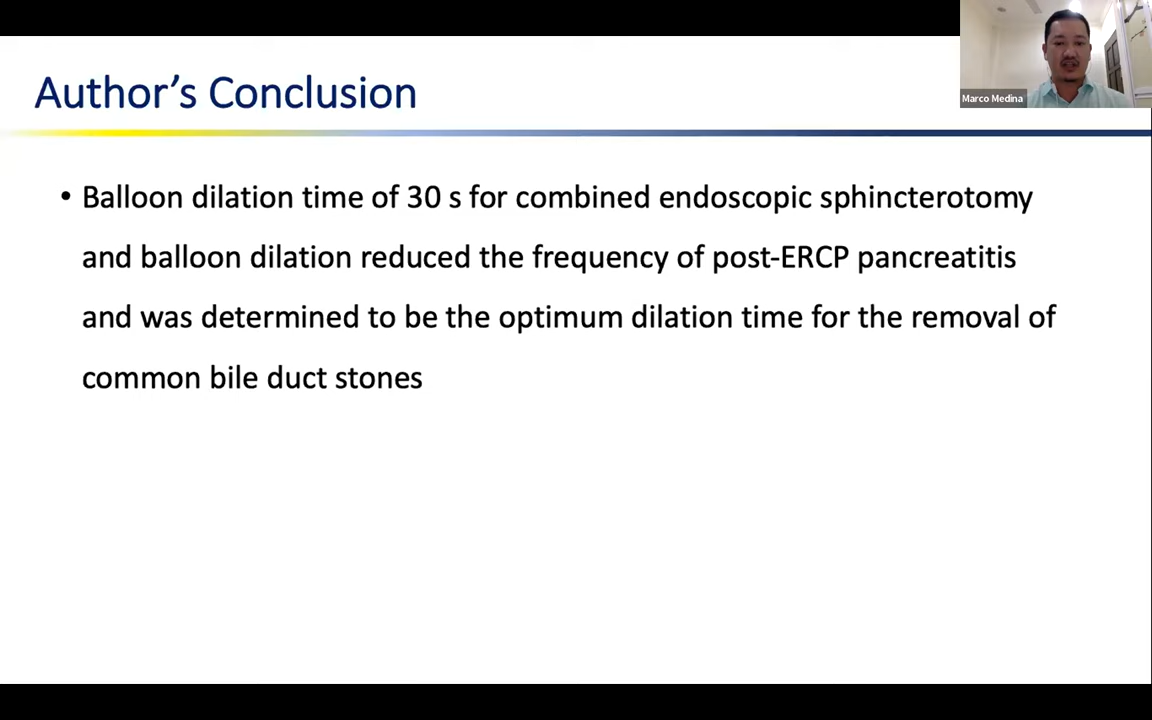 Author’s Conclusion
Marco Medina
• Balloon dilation time of 30 s for combined endoscopic sphincterotomy
and balloon dilation reduced the frequency of post-ERCP pancreatitis
and was determined to be the optimum dilation time for the removal of
common bile duct stones